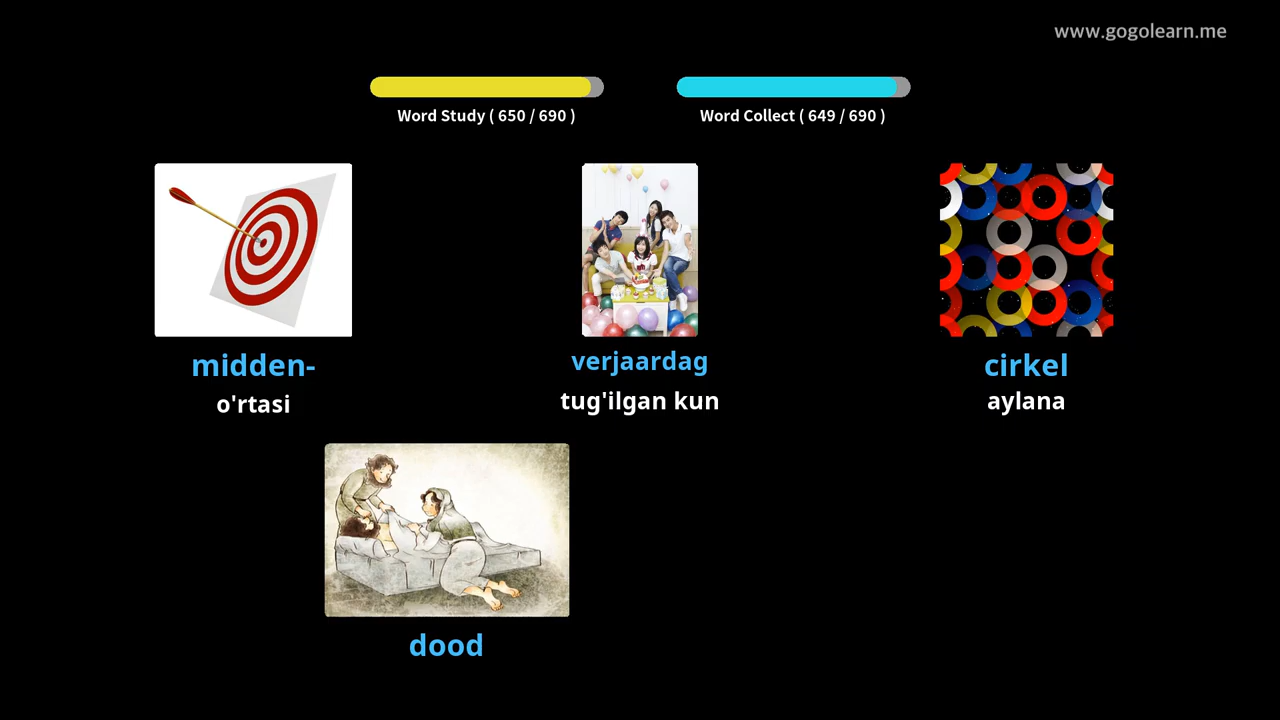 www.gogolearn.me
Word Study ( 650 / 690 )
Word Collect ( 649 / 690 )
midden-
o'rtasi
verjaardag
tug'ilgan kun
cirkel
aylana
dood